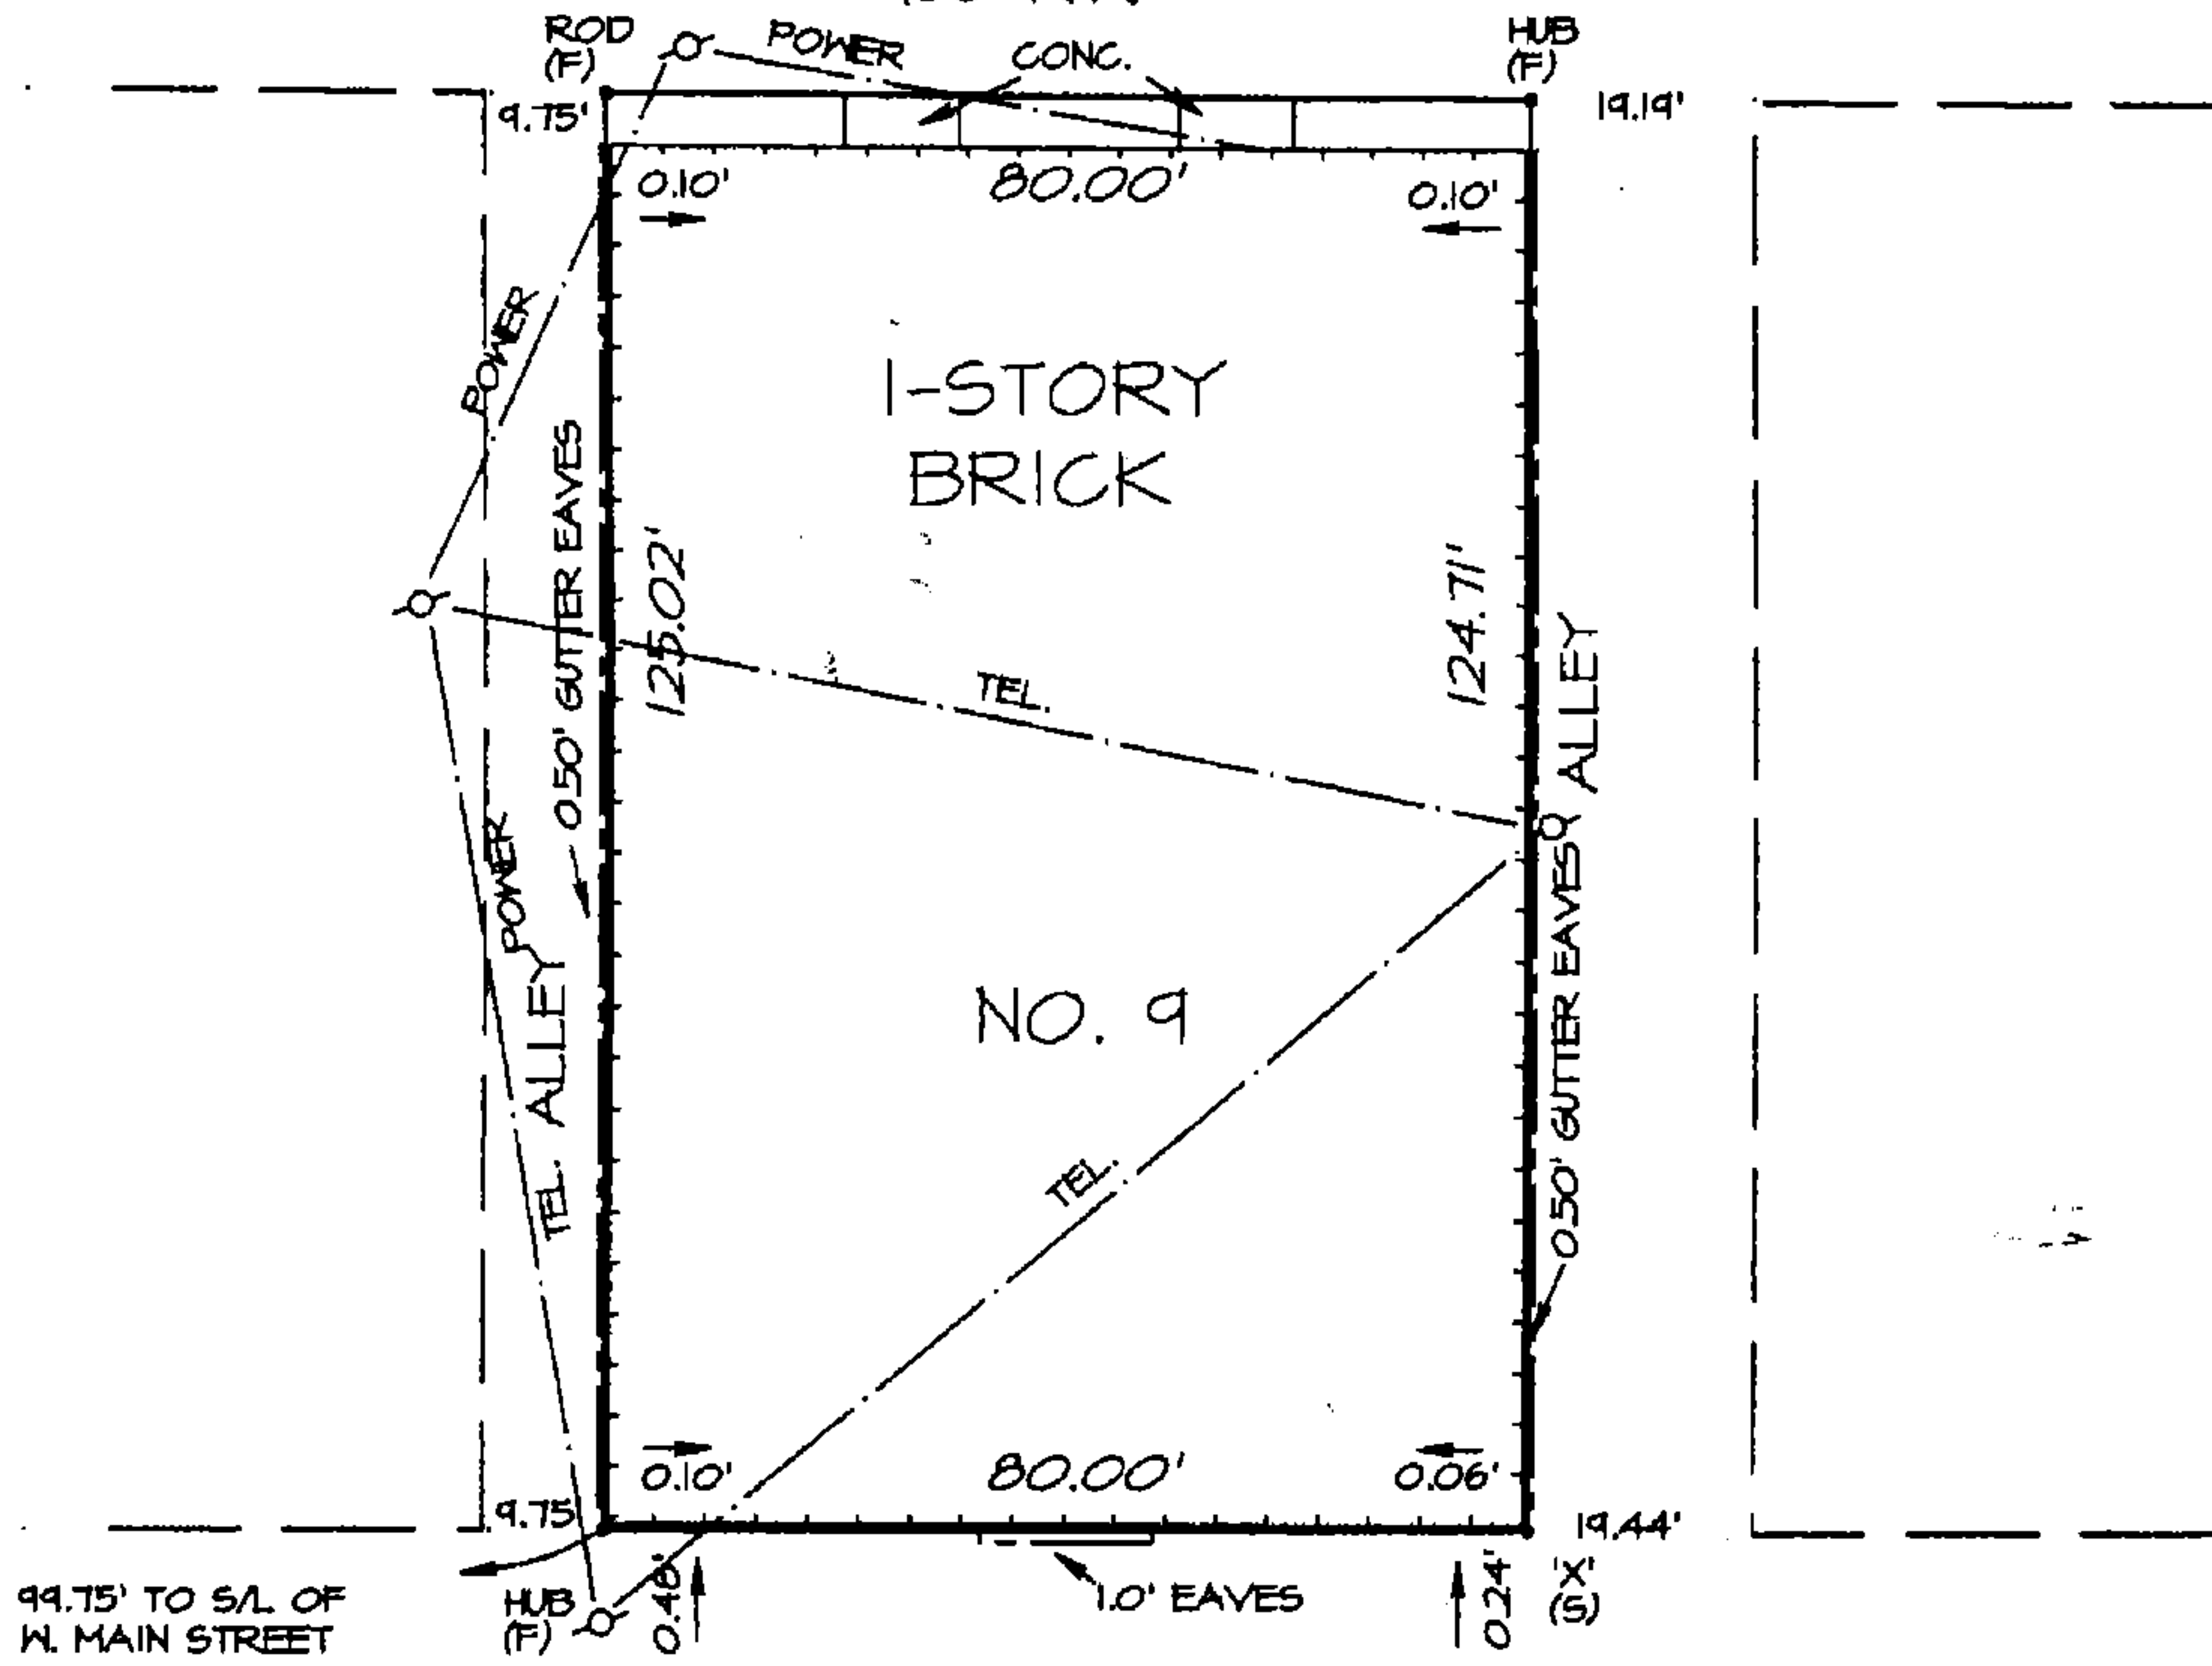 ROD
(F)
POWER
CONC.
HUB
(F)
9.75'
19.19'
0.10'
80.00'
0.10'
POWER
1-STORY
BRICK
0.50' GUTTER EAVES
125.02'
124.71'
ALLEY
TEL.
POWER
TEL. ALLEY
NO. 9
0.50' GUTTER EAVES
TEL.
0.10'
80.00'
0.06'
9.75
19.44'
99.75' TO S/L OF
W. MAIN STREET
HUB
(F)
0.48'
1.0' EAVES
0.24'
'X'
(S)